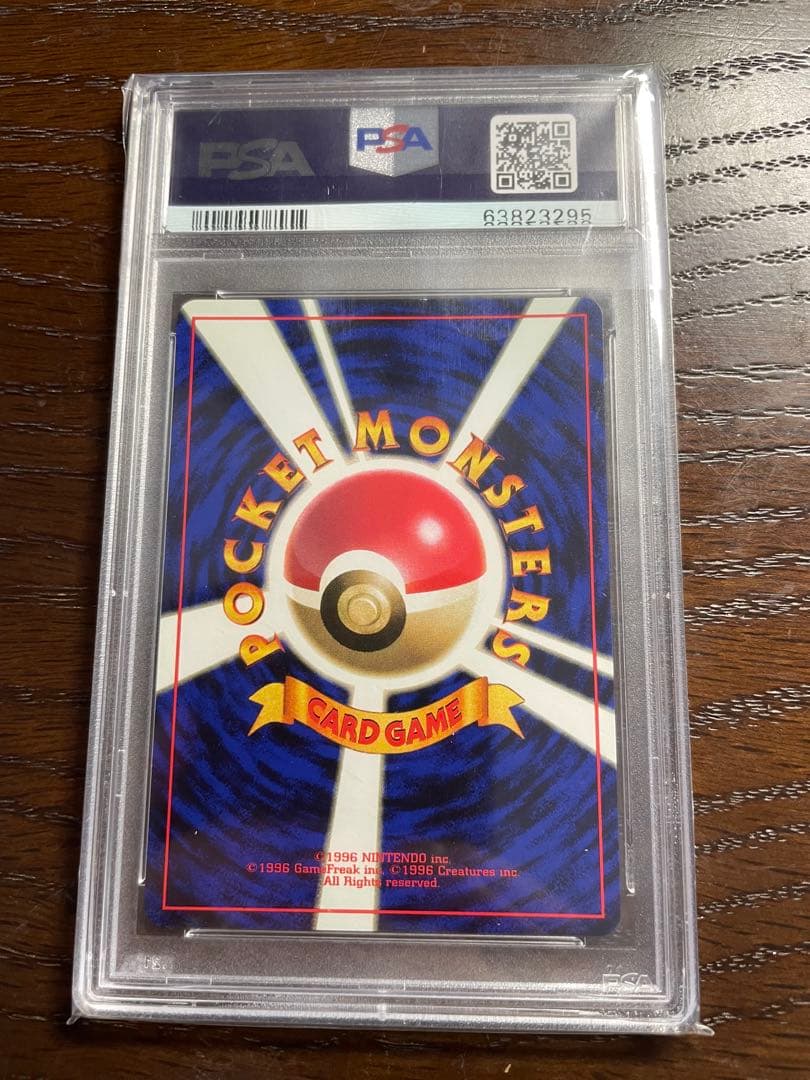 PSA
PSA
63823295
POCKET MONSTERS
CARD GAME
©1996 NINTENDO inc.
©1996 GameFreak inc. ©1996 Creatures inc.
All Rights reserved.
PSA